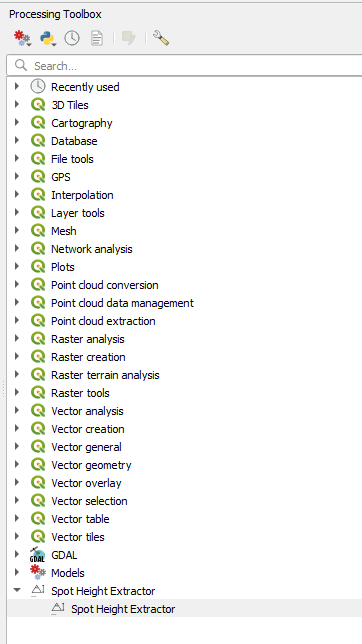 Processing Toolbox
Search...
Recently used
3D Tiles
Cartography
Database
File tools
GPS
Interpolation
Layer tools
Mesh
Network analysis
Plots
Point cloud conversion
Point cloud data management
Point cloud extraction
Raster analysis
Raster creation
Raster terrain analysis
Raster tools
Vector analysis
Vector creation
Vector general
Vector geometry
Vector overlay
Vector selection
Vector table
Vector tiles
GDAL GDAL
Models
Spot Height Extractor
Spot Height Extractor